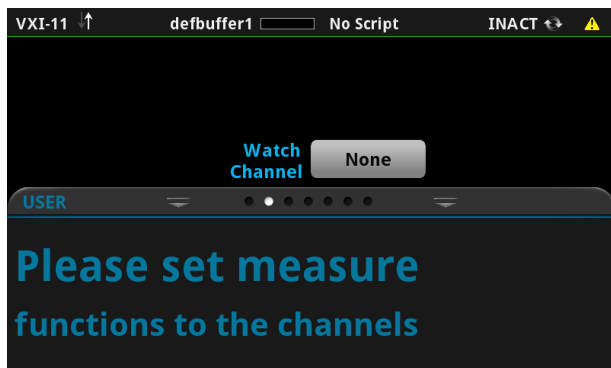 VXI-11 defbuffer1 No Script INACT
Watch
Channel
None
USER
Please set measure
functions to the channels